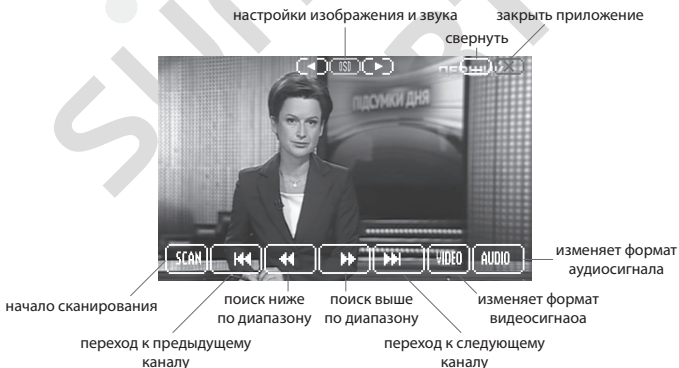 настройки изображения и звука
закрыть приложение
свернуть
OSD
X
ПІДСУМКИ ДНЯ
SCAN
VIDEO
AUDIO
изменяет формат
аудиосигнала
начало сканирования
поиск ниже
по диапазону
поиск выше
по диапазону
изменяет формат
видеосигнаоа
переход к предыдущему
каналу
переход к следующему
каналу